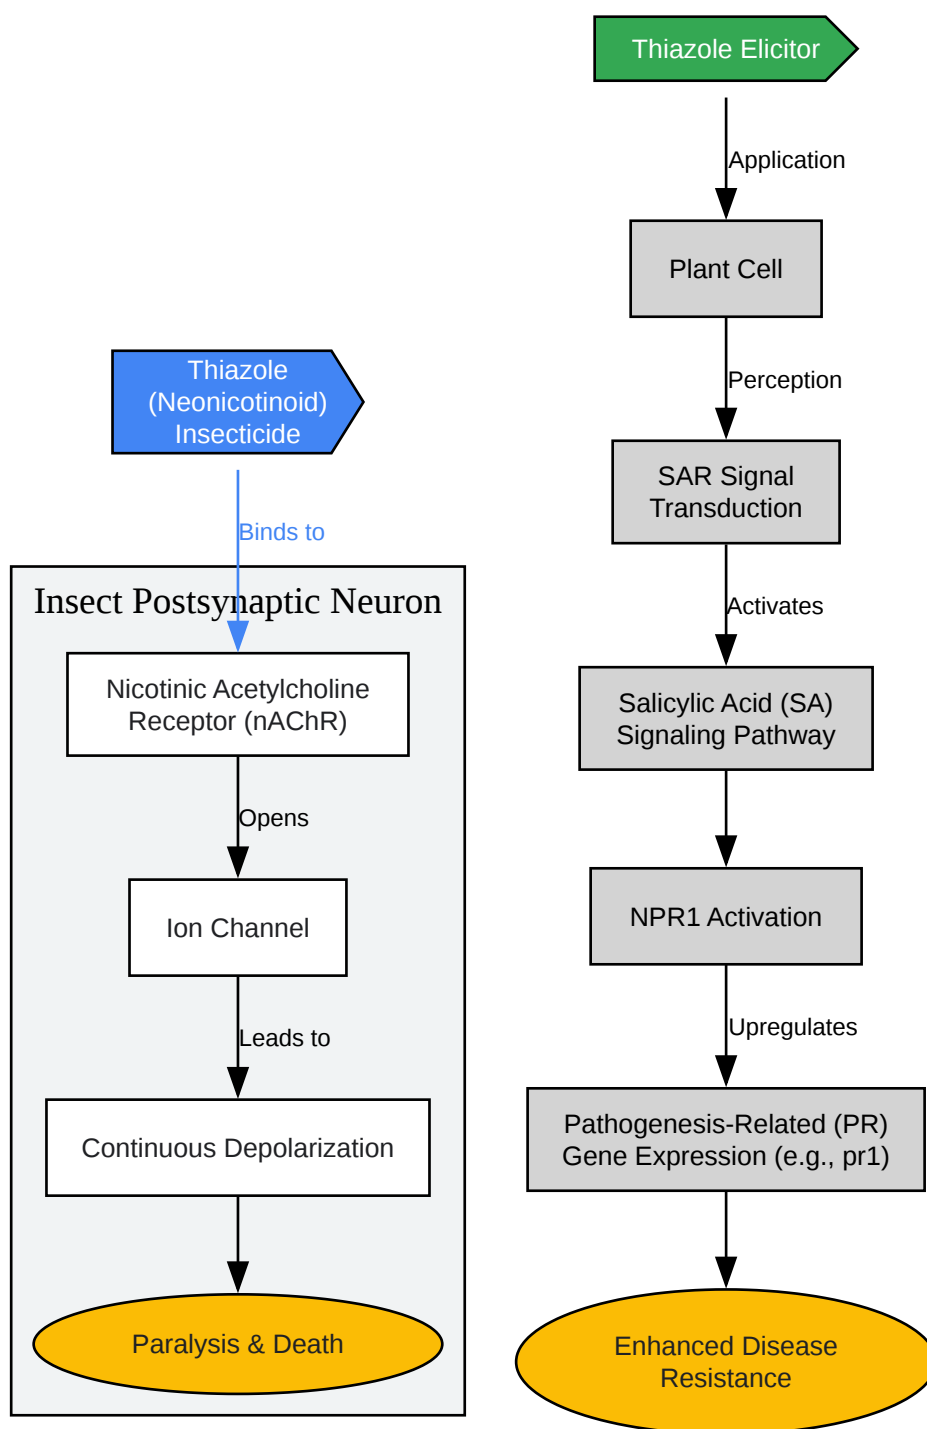 Thiazole
(Neonicotinoid)
Insecticide
Binds to
Insect Postsynaptic Neuron
Nicotinic Acetylcholine
Receptor (nAChR)
Opens
Ion Channel
Leads to
Continuous Depolarization
Paralysis & Death
Thiazole Elicitor
Application
Plant Cell
Perception
SAR Signal
Transduction
Activates
Salicylic Acid (SA)
Signaling Pathway
NPR1 Activation
Upregulates
Pathogenesis-Related (PR)
Gene Expression (e.g., pr1)
Enhanced Disease
Resistance